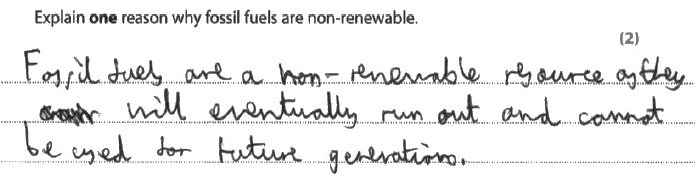 Explain one reason why fossil fuels are non-renewable.
(2)
Fossil fuels are a non-renewable resource as they
will eventually run out and cannot
be used for future generations.